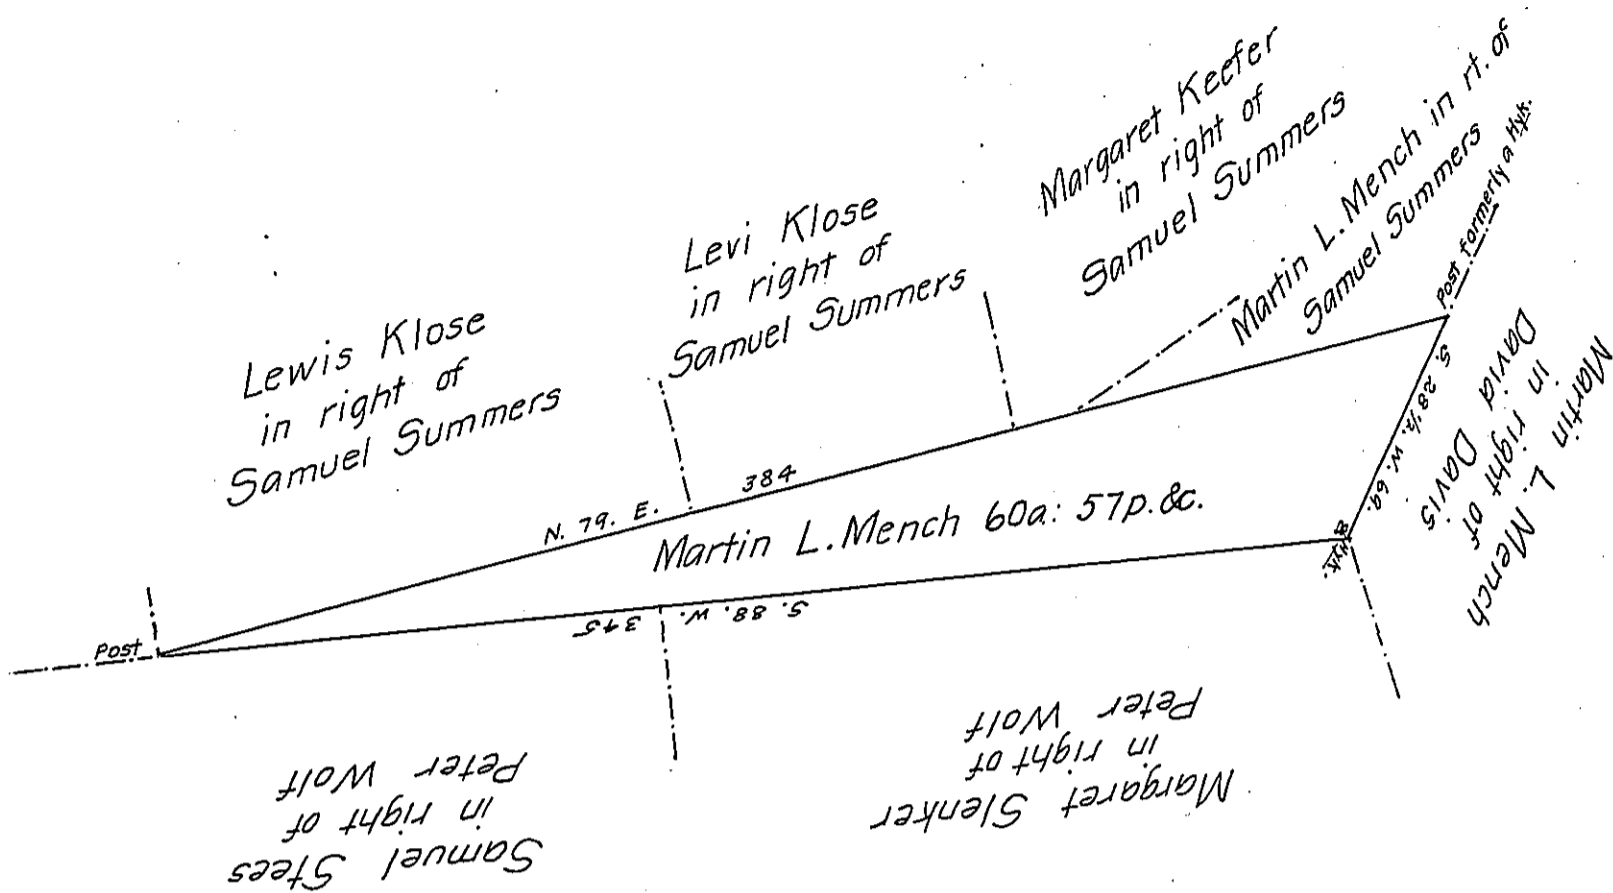 Lewis Klose
in right of
Samuel Summers
Levi Klose
in right of
Samuel Summers
Margaret Keefer
in right of
Samuel Summers
Martin L. Mench in rt. of
Samuel Summers
Post formerly a Hyk.
Martin L. Mench
in right of
David Davis
S. 28 1/2. W. 69.
N. 79. E. 384
Martin L. Mench 60a: 57p. &c.
Hyk.
S. 88. W. 345
Post
Margaret Slenker
in right of
Peter Wolf
Samuel Stees
in right of
Peter Wolf